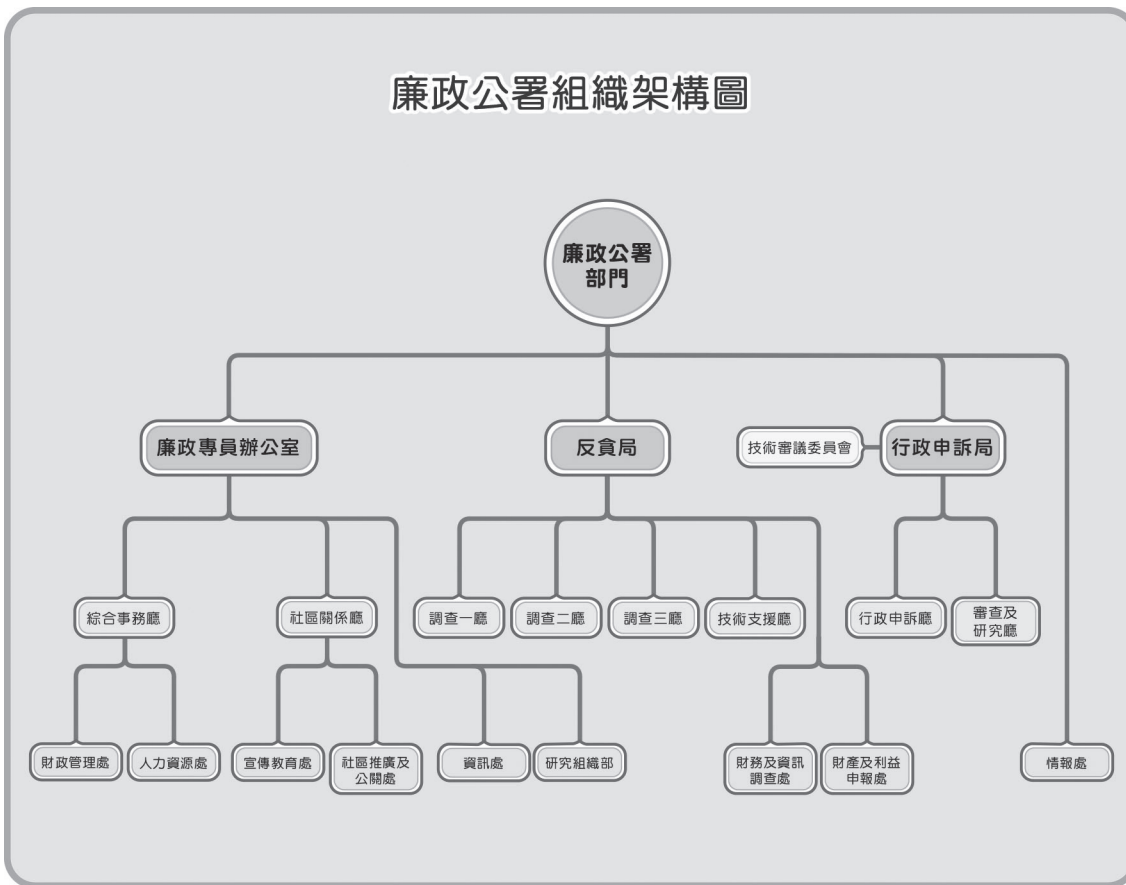 廉政公署組織架構圖
廉政公署
部門
廉政專員辦公室
反貪局
技術審議委員會
行政申訴局
綜合事務廳
社區關係廳
調查一廳
調查二廳
調查三廳
技術支援廳
行政申訴廳
審查及
研究廳
財政管理處
人力資源處
宣傳教育處
社區推廣及
公關處
資訊處
研究組織部
財務及資訊
調查處
財產及利益
申報處
情報處